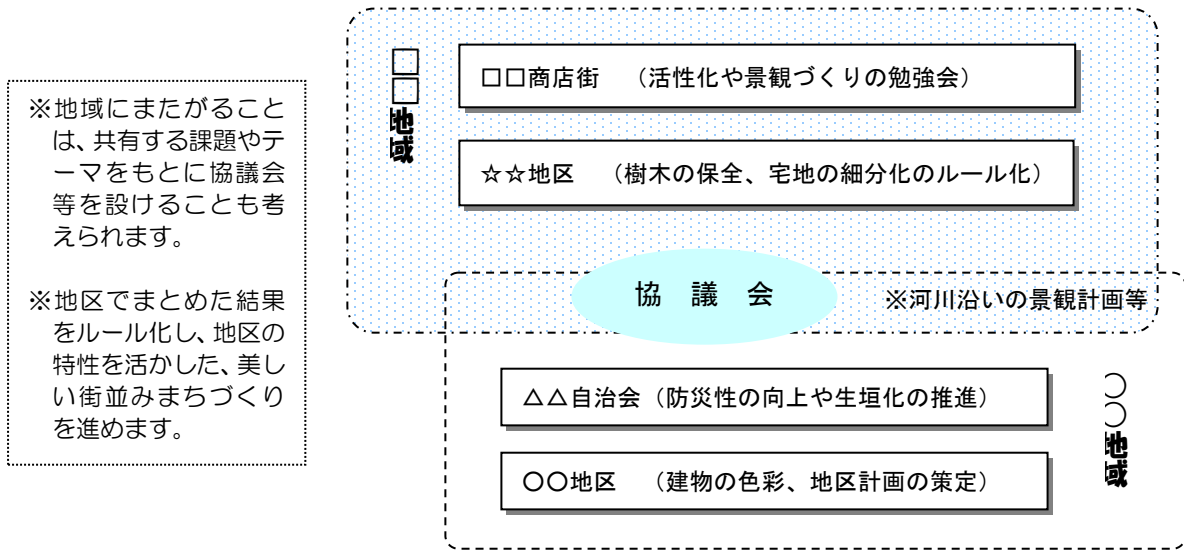 ※地域にまたがること
は、共有する課題やテ
ーマをもとに協議会
等を設けることも考
えられます。
※地区でまとめた結果
をルール化し、地区の
特性を活かした、美し
い街並みまちづくり
を進めます。
□□地域
□□商店街　（活性化や景観づくりの勉強会）
☆☆地区　（樹木の保全、宅地の細分化のルール化）
協　議　会
※河川沿いの景観計画等
△△自治会（防災性の向上や生垣化の推進）
〇〇地区　（建物の色彩、地区計画の策定）
〇〇地域